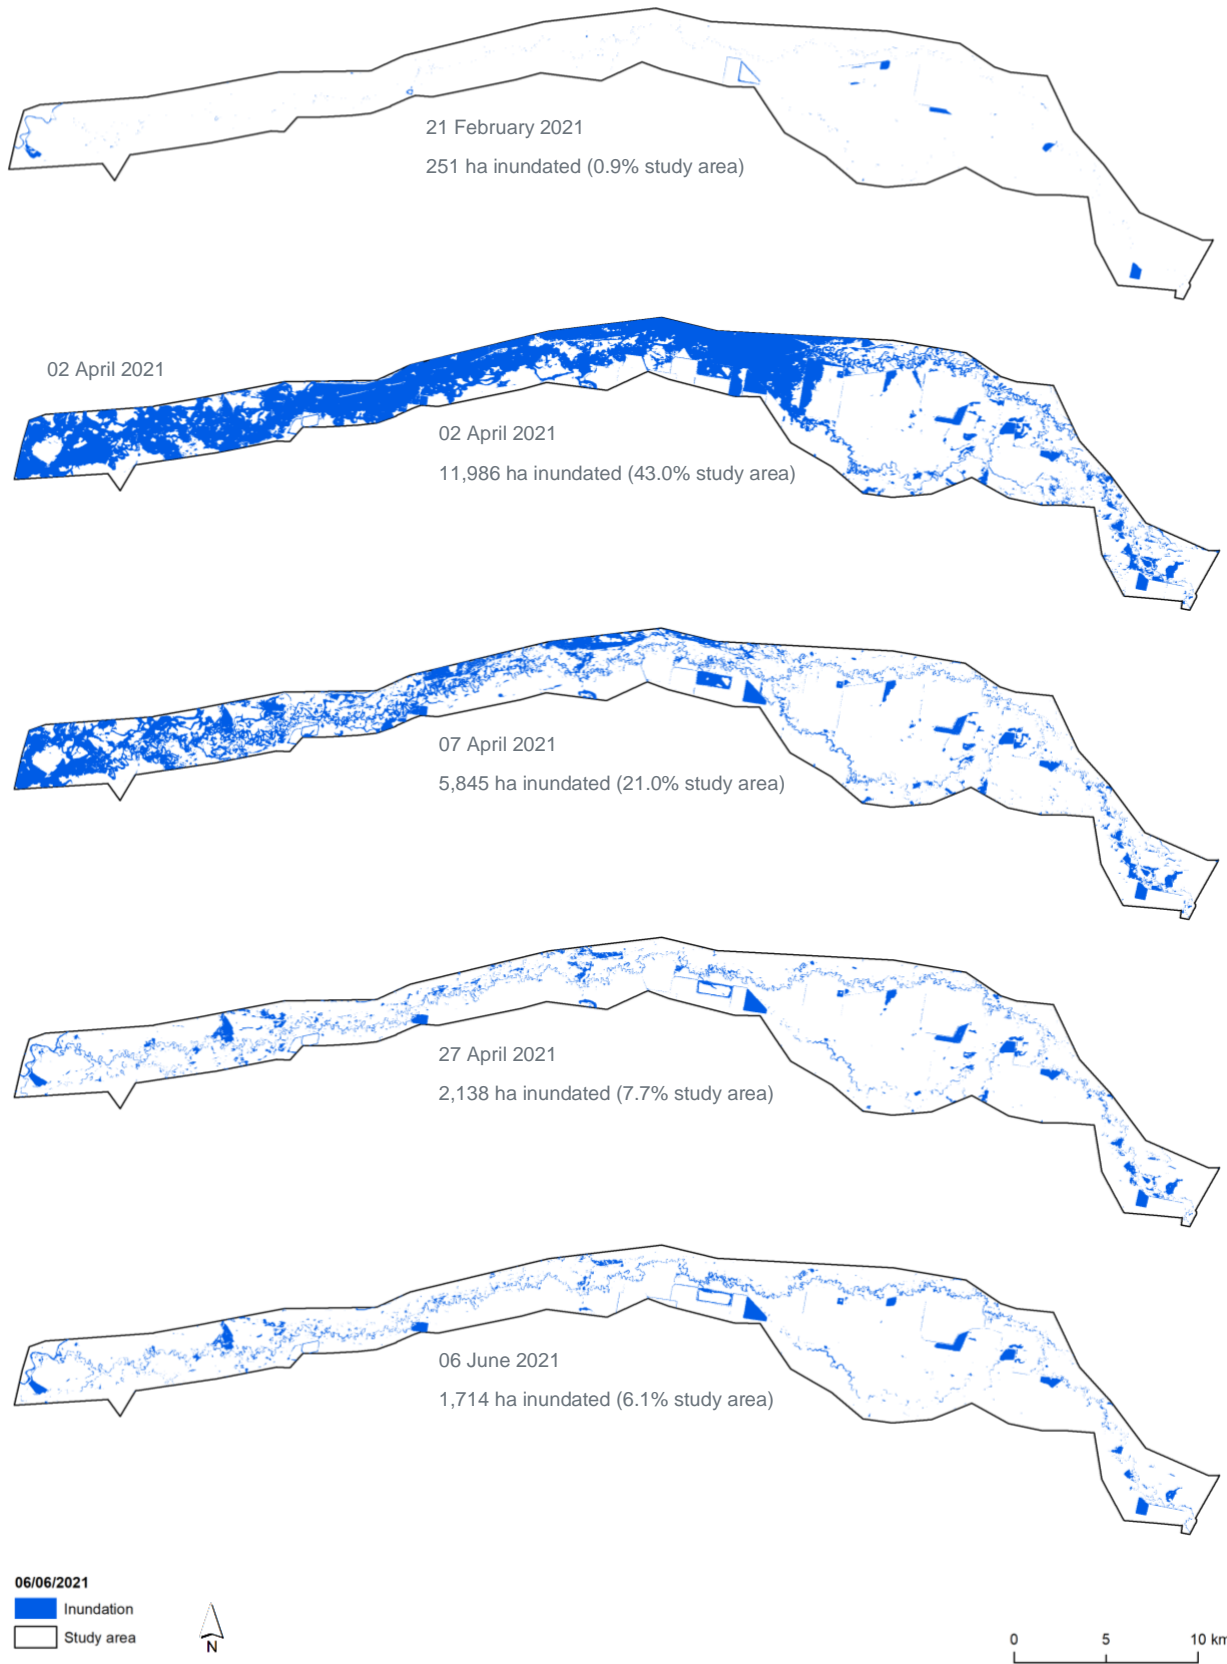 21 February 2021
251 ha inundated (0.9% study area)
02 April 2021
02 April 2021
11,986 ha inundated (43.0% study area)
07 April 2021
5,845 ha inundated (21.0% study area)
27 April 2021
2,138 ha inundated (7.7% study area)
06 June 2021
1,714 ha inundated (6.1% study area)
06/06/2021
Inundation
Study area
N
0 5 10 km